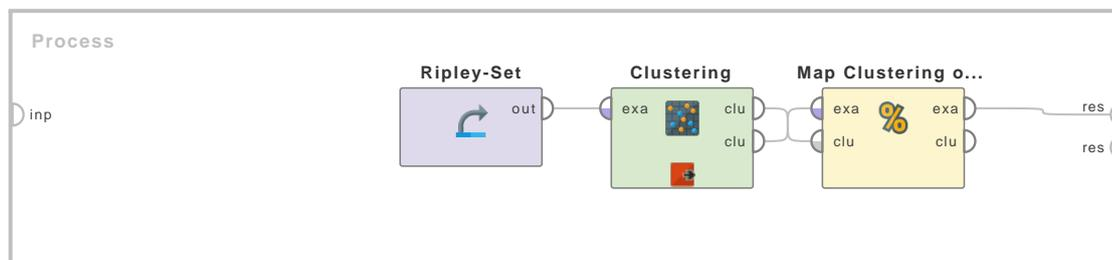 Process
Ripley-Set
Clustering
Map Clustering o...
inp
out
exa
clu
clu
exa
clu
exa
clu
res
res